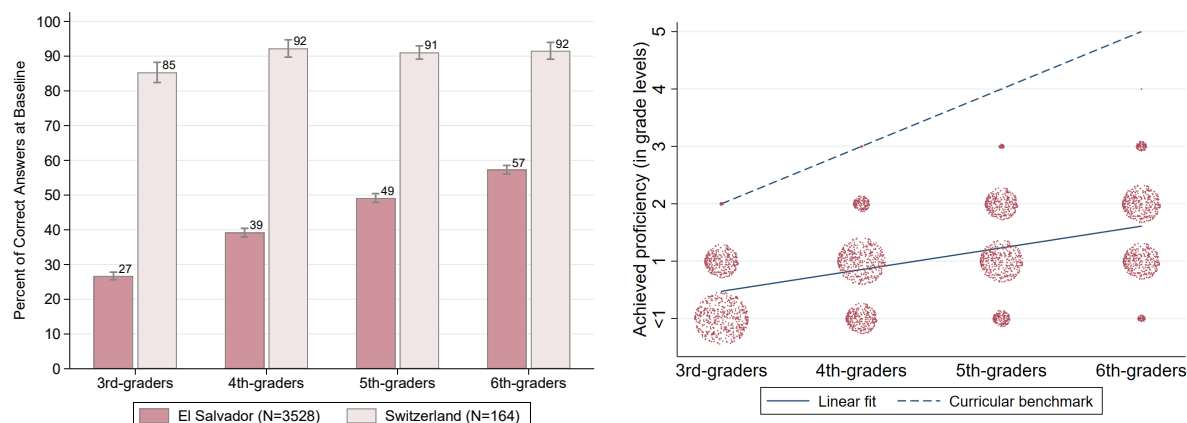 Percent of Correct Answers at Baseline
100
90
80
70
60
50
40
30
20
10
0
27
85
39
92
49
91
57
92
3rd-graders
4th-graders
5th-graders
6th-graders
El Salvador (N=3528)
Switzerland (N=164)
Achieved proficiency (in grade levels)
5
4
3
2
1
<1
3rd-graders
4th-graders
5th-graders
6th-graders
Linear fit
Curricular benchmark